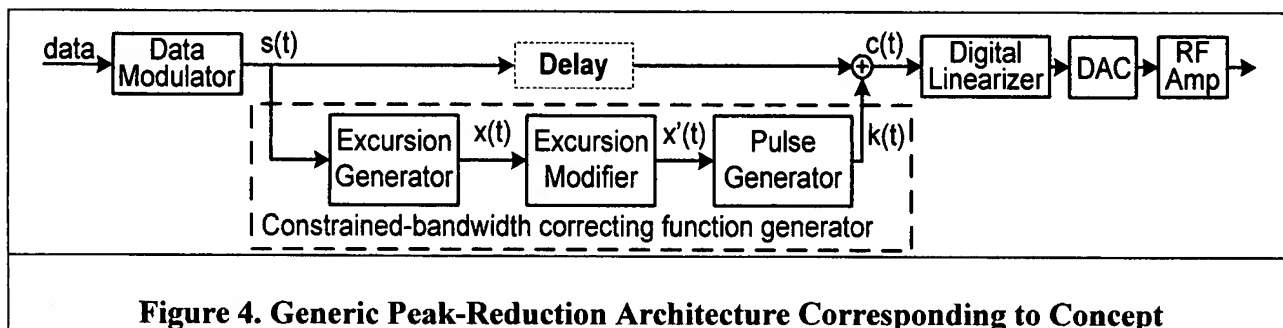 data
Data
Modulator
s(t)
Delay
c(t)
Digital
Linearizer
DAC
RF
Amp
Excursion
Generator
x(t)
Excursion
Modifier
x'(t)
Pulse
Generator
k(t)
Constrained-bandwidth correcting function generator
Figure 4. Generic Peak-Reduction Architecture Corresponding to Concept